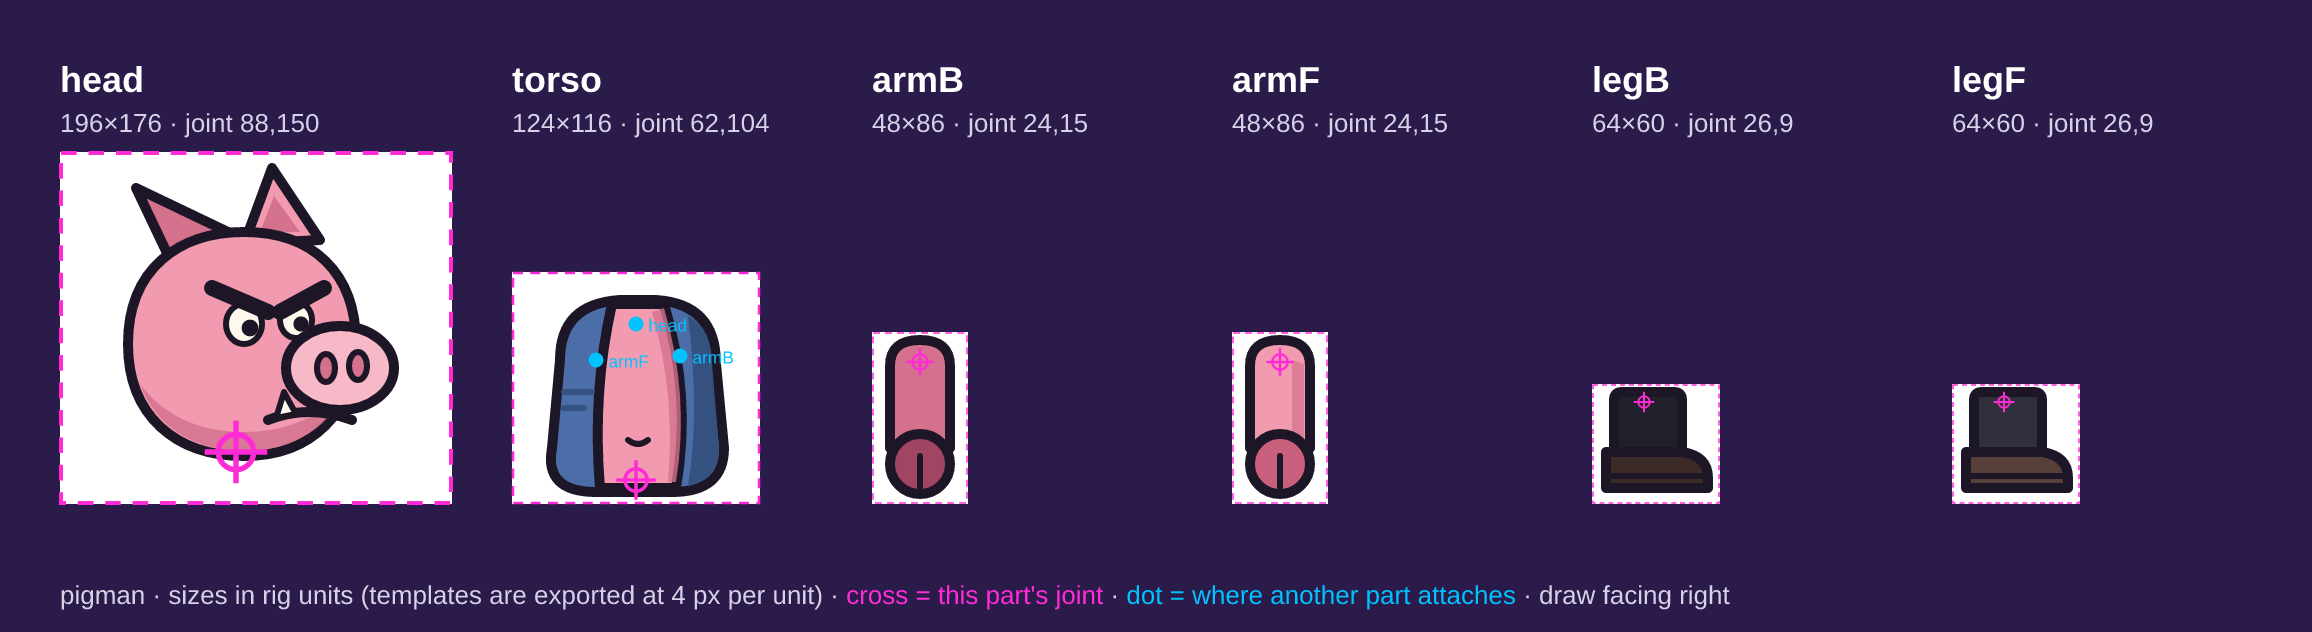 head
196×176 · joint 88,150
torso
124×116 · joint 62,104
armB
48×86 · joint 24,15
armF
48×86 · joint 24,15
legB
64×60 · joint 26,9
legF
64×60 · joint 26,9
head
armF
armB
pigman · sizes in rig units (templates are exported at 4 px per unit) · cross = this part's joint · dot = where another part attaches · draw facing right